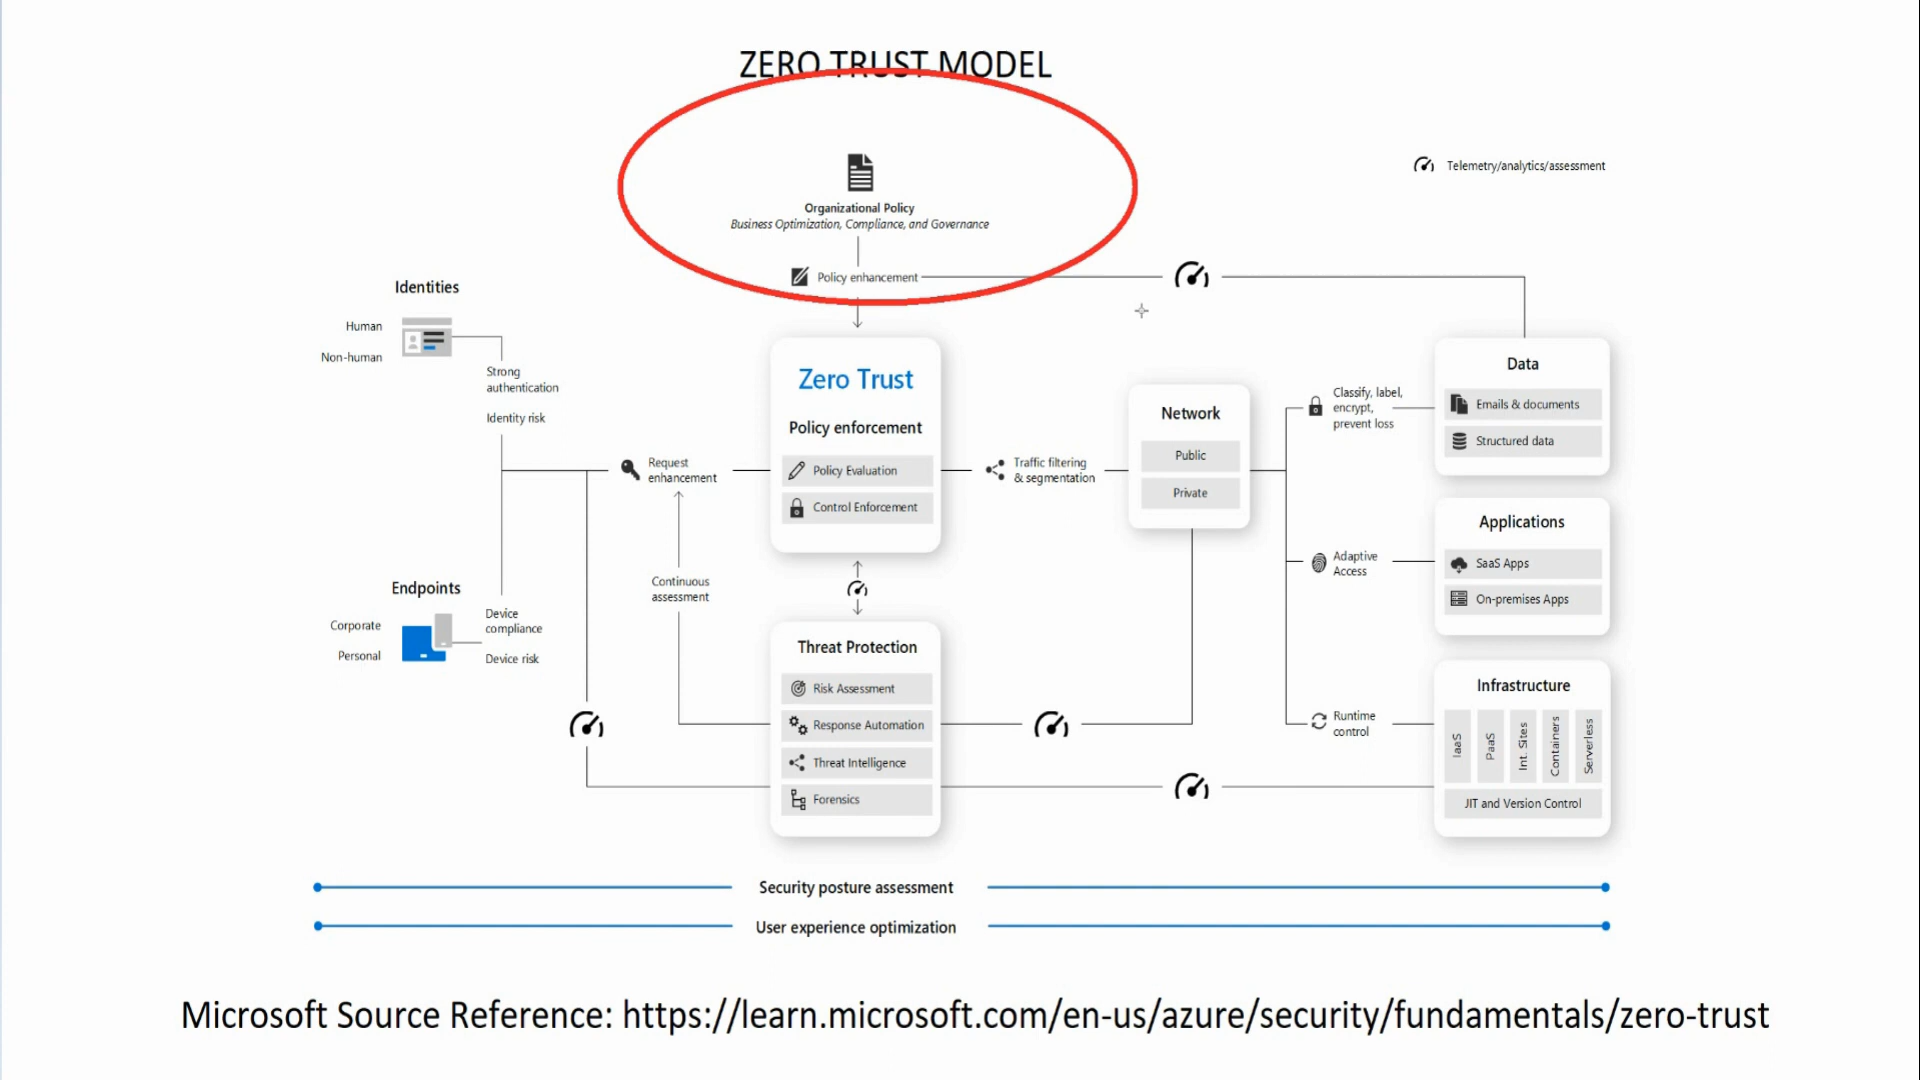 ZERO TRUST MODEL
Organizational Policy
Business Optimization, Compliance, and Governance
Policy enhancement
Telemetry/analytics/assessment
Identities
Human
Non-human
Strong
authentication
Identity risk
Endpoints
Corporate
Personal
Device
compliance
Device risk
Request
enhancement
Continuous
assessment
Zero Trust
Policy enforcement
Policy Evaluation
Control Enforcement
Threat Protection
Risk Assessment
Response Automation
Threat Intelligence
Forensics
Traffic filtering
& segmentation
Network
Public
Private
Classify, label,
encrypt,
prevent loss
Adaptive
Access
Runtime
control
Data
Emails & documents
Structured data
Applications
SaaS Apps
On-premises Apps
Infrastructure
IaaS
PaaS
Int. Sites
Containers
Serverless
JIT and Version Control
Security posture assessment
User experience optimization
Microsoft Source Reference: https://learn.microsoft.com/en-us/azure/security/fundamentals/zero-trust